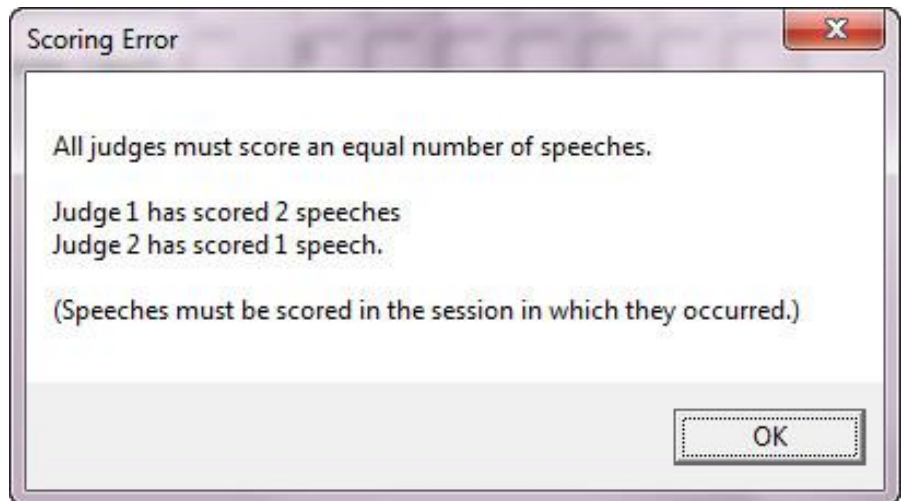 Scoring Error
All judges must score an equal number of speeches.
Judge 1 has scored 2 speeches
Judge 2 has scored 1 speech.
(Speeches must be scored in the session in which they occurred.)
OK